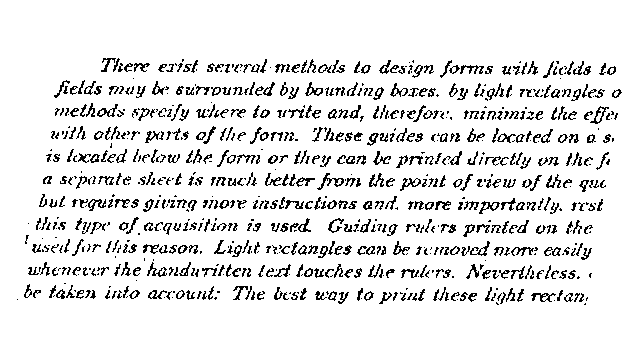 There exist several methods to design forms with fields to
fields may be surrounded by bounding boxes, by light rectangles o
methods specify where to write and, therefore, minimize the effe
with other parts of the form. These guides can be located on a s
is located below the form or they can be printed directly on the f
a separate sheet is much better from the point of view of the qu
but requires giving more instructions and, more importantly, rest
this type of acquisition is used. Guiding rulers printed on the
used for this reason. Light rectangles can be removed more easily
whenever the handwritten text touches the rulers. Nevertheless,
be taken into account: The best way to print these light rectan